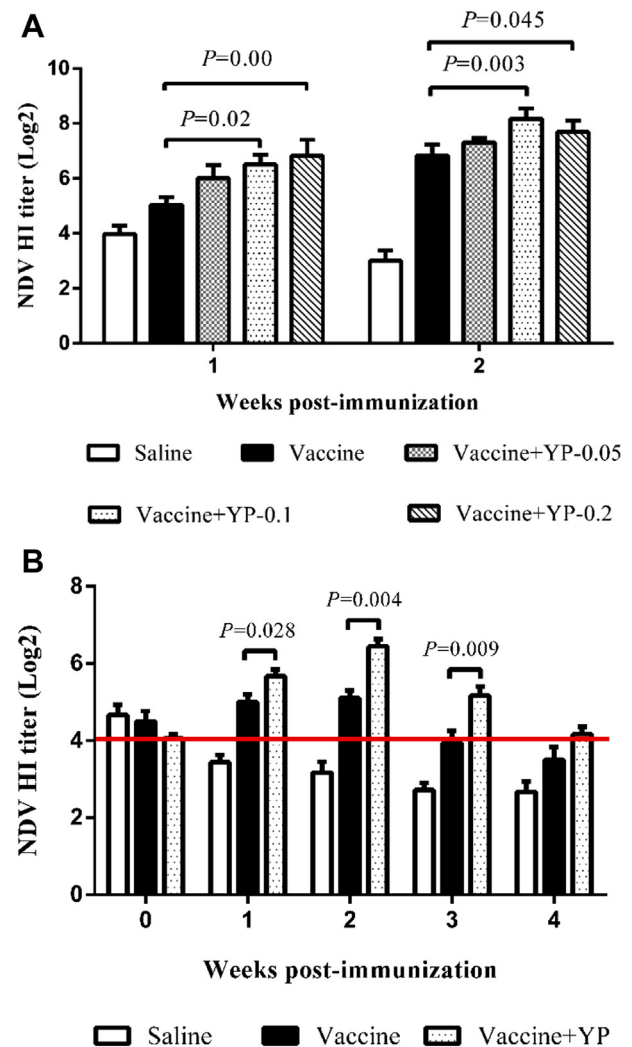 A
P=0.045
P=0.00
P=0.003
P=0.02
NDV HI titer (Log2)
10
8
6
4
2
0
1 2
Weeks post-immunization
Saline Vaccine Vaccine+YP-0.05
Vaccine+YP-0.1 Vaccine+YP-0.2
B
P=0.004
P=0.028
P=0.009
NDV HI titer (Log2)
8
6
4
2
0
0 1 2 3 4
Weeks post-immunization
Saline Vaccine Vaccine+YP